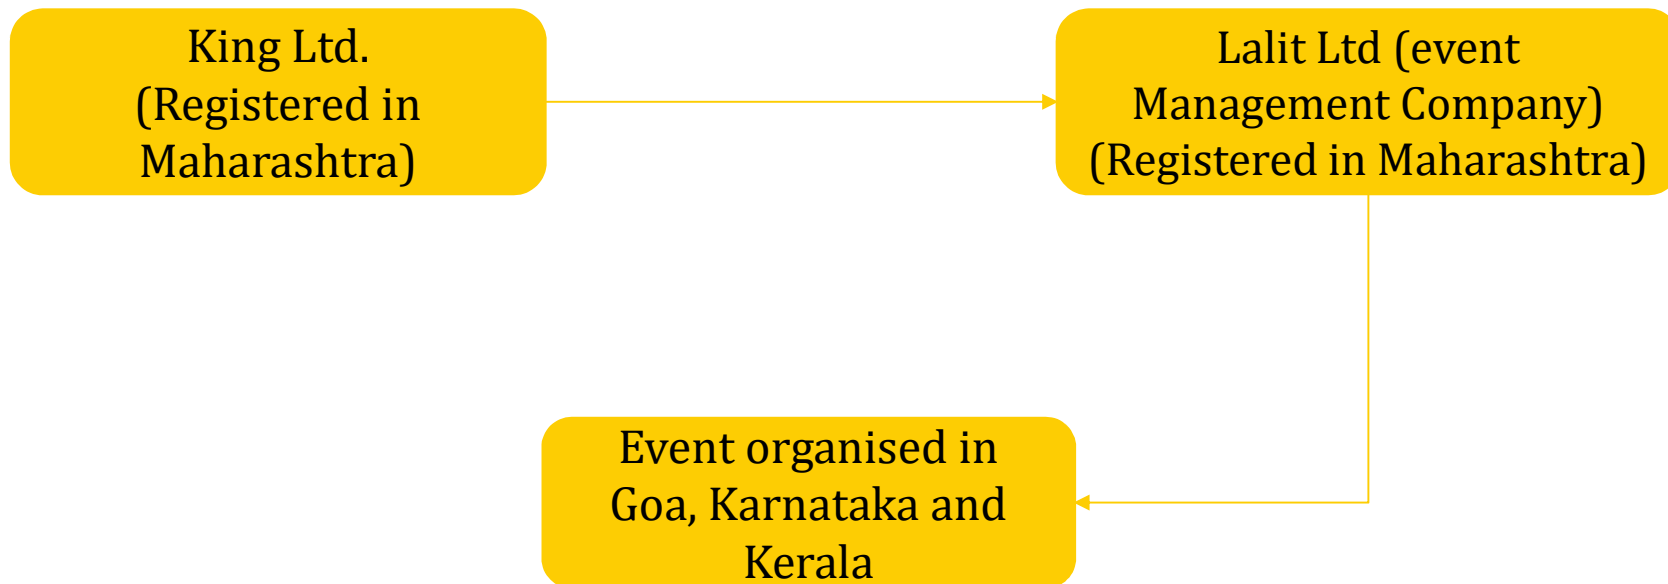 King Ltd.
(Registered in
Maharashtra)
Lalit Ltd (event
Management Company)
(Registered in Maharashtra)
Event organised in
Goa, Karnataka and
Kerala